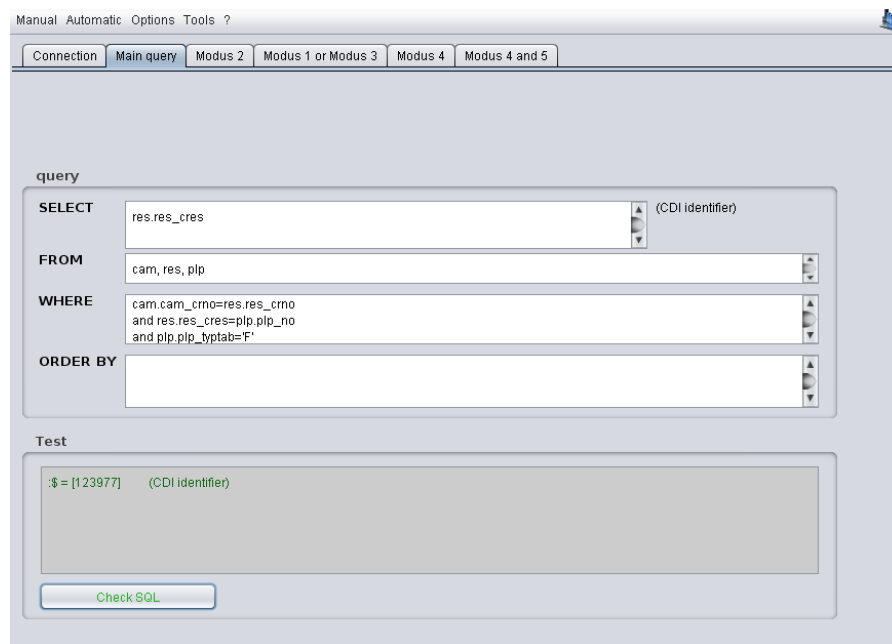 Manual Automatic Options Tools ?
Connection Main query Modus 2 Modus 1 or Modus 3 Modus 4 Modus 4 and 5
query
SELECT res.res_cres (CDI identifier)
FROM cam, res, plp
WHERE cam.cam_crno=res.res_crno
and res.res_cres=plp.plp_no
and plp.plp_typtab='F'
ORDER BY
Test
:$ = [123977] (CDI identifier)
Check SQL